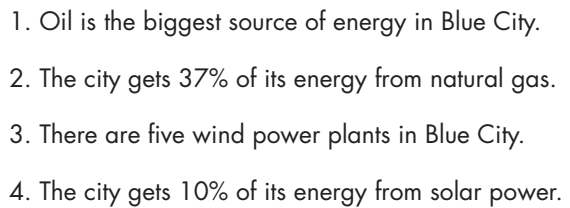 1. Oil is the biggest source of energy in Blue City.
2. The city gets 37% of its energy from natural gas.
3. There are five wind power plants in Blue City.
4. The city gets 10% of its energy from solar power.